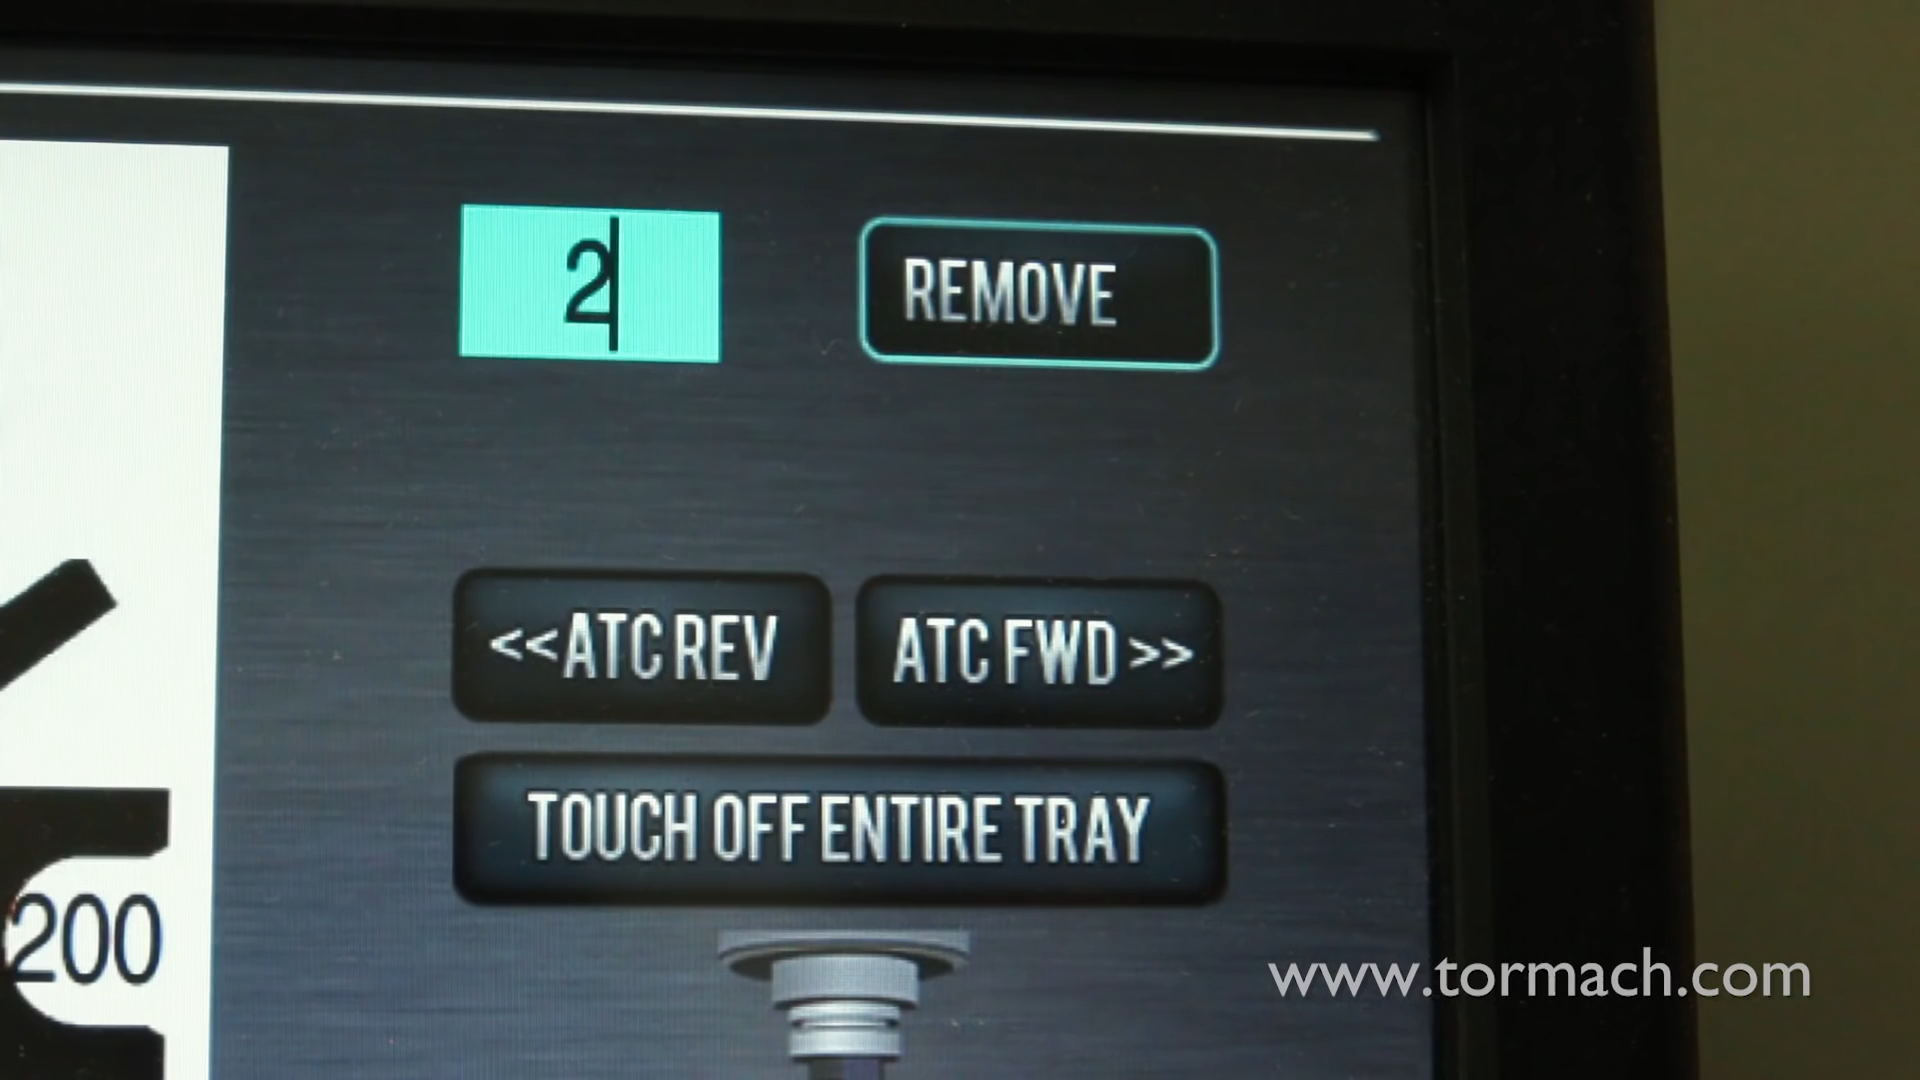 2
REMOVE
<<ATC REV
ATC FWD>>
TOUCH OFF ENTIRE TRAY
200
www.tormach.com